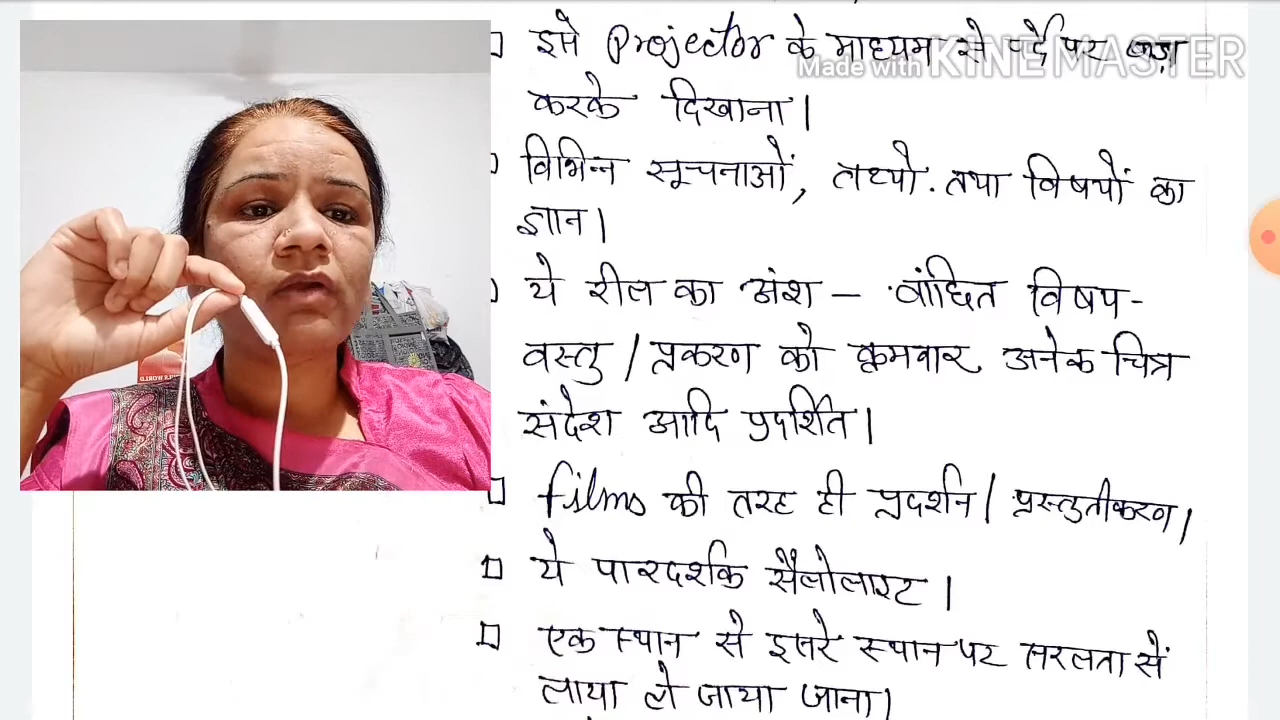 इसे Projector के माध्यम से पर्दे पर बड़ा
Made with KINEMASTER
करके दिखाना।
विभिन्न सूचनाओं, तथ्यो. तथा विषयों का
ज्ञान।
ये रील का अंश – वांछित विषय-
वस्तु / प्रकरण को क्रमवार अनेक चित्र
संदेश आदि प्रदर्शित।
films की तरह ही प्रदर्शन / प्रस्तुतीकरण।
ये पारदर्शक सैलोलाइट।
एक स्थान से दूसरे स्थान पर सरलता से
लाया ले जाया जाना।